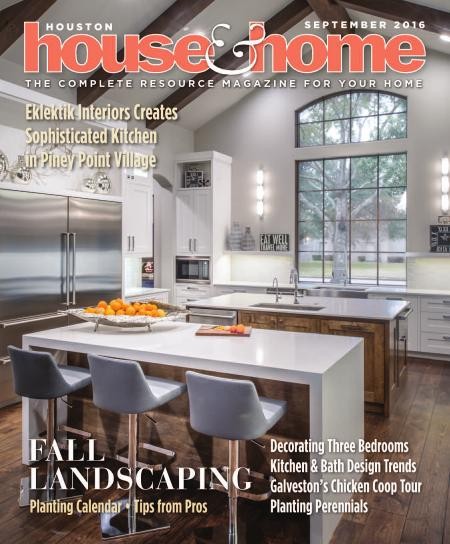 HOUSTON
SEPTEMBER 2016
house & home
THE COMPLETE RESOURCE MAGAZINE FOR YOUR HOME
Eklektik Interiors Creates
Sophisticated Kitchen
in Piney Point Village
EAT WELL
TRAVEL MORE
FALL
LANDSCAPING
Planting Calendar • Tips from Pros
Decorating Three Bedrooms
Kitchen & Bath Design Trends
Galveston's Chicken Coop Tour
Planting Perennials